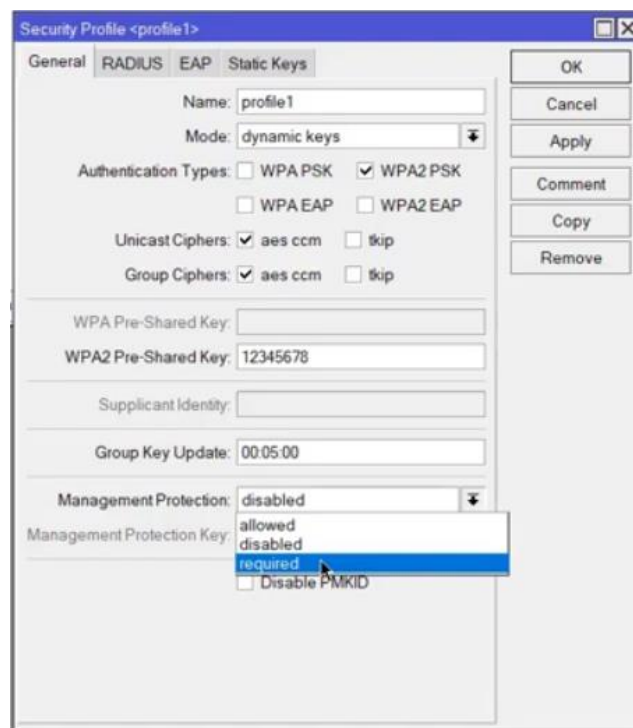 Security Profile <profile1>
General RADIUS EAP Static Keys
OK
Cancel
Apply
Comment
Copy
Remove
Name: profile1
Mode: dynamic keys
Authentication Types: WPA PSK WPA2 PSK
WPA EAP WPA2 EAP
Unicast Ciphers: aes ccm tkip
Group Ciphers: aes ccm tkip
WPA Pre-Shared Key:
WPA2 Pre-Shared Key: 12345678
Supplicant Identity:
Group Key Update: 00:05:00
Management Protection: disabled
allowed
Management Protection Key: disabled
required
Disable PMKID